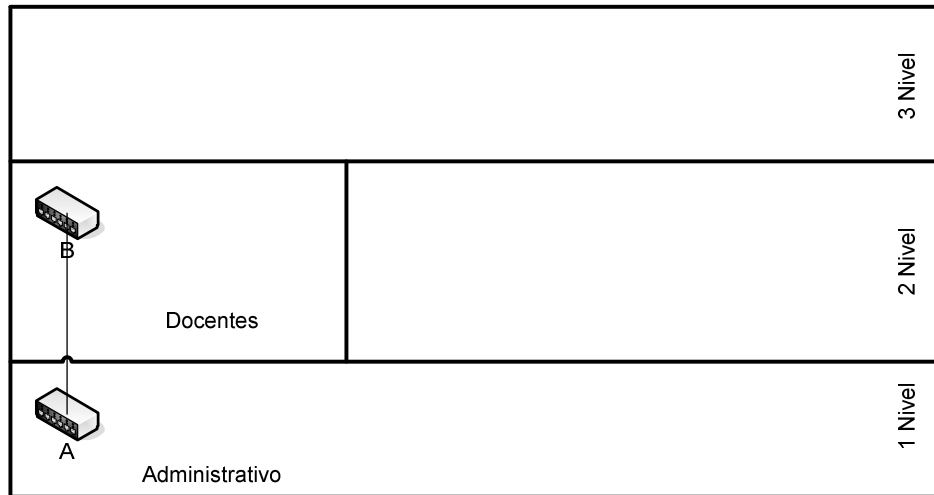 3 Nivel
B
Docentes
2 Nivel
A
Administrativo
1 Nivel